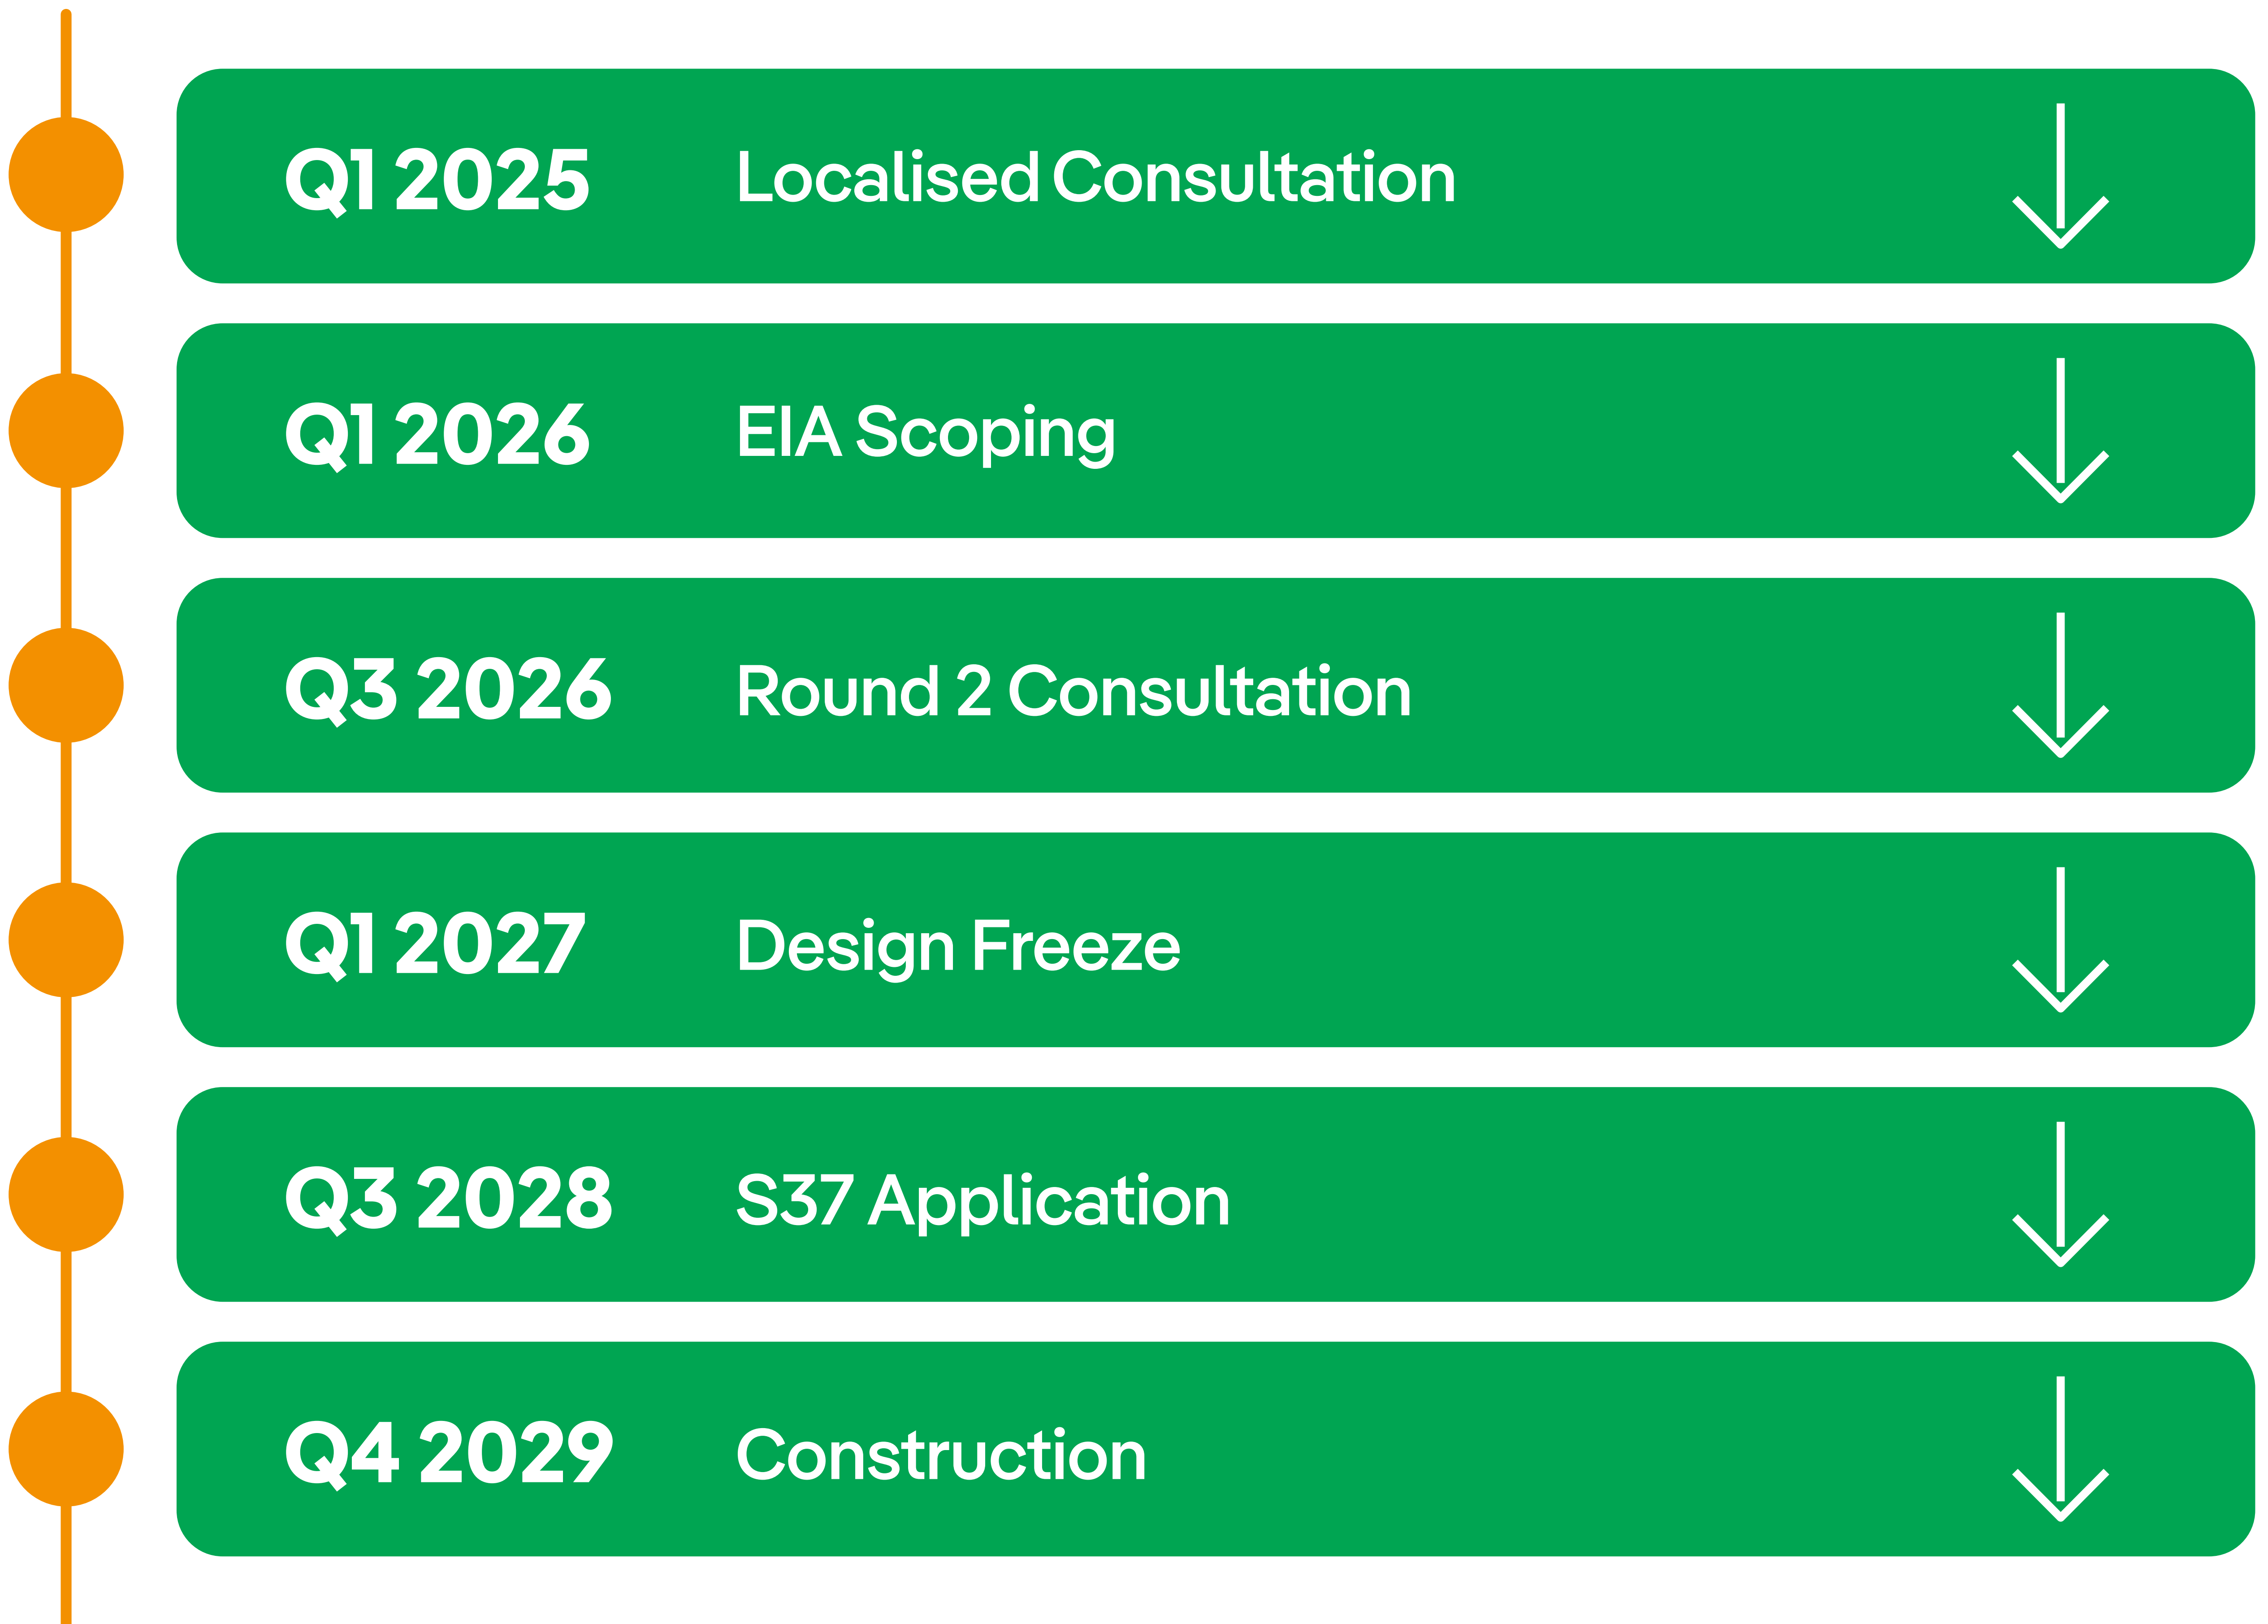 Q1 2025 Localised Consultation
Q1 2026 EIA Scoping
Q3 2026 Round 2 Consultation
Q1 2027 Design Freeze
Q3 2028 S37 Application
Q4 2029 Construction